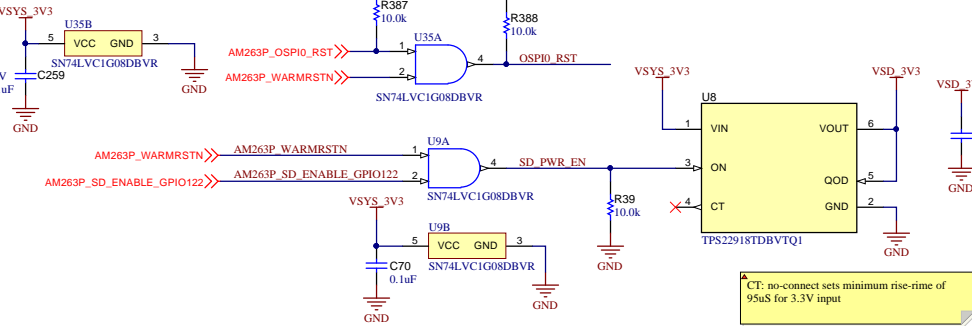 VSYS_3V3
U35B
5 VCC GND 3
SN74LVC1G08DBVR
C259
V
uF
GND
GND
R387
10.0k
R388
10.0k
U35A
AM263P_OSPI0_RST
1
4
OSPI0_RST
AM263P_WARMRSTN
2
SN74LVC1G08DBVR
VSYS_3V3
VSD_3V3
VSD_3V
U8
1 VIN VOUT 6
3 ON
QOD 5
4 CT GND 2
TPS22918TDBVTQ1
GND
GND
U9A
AM263P_WARMRSTN
AM263P_WARMRSTN
1
4
SD_PWR_EN
AM263P_SD_ENABLE_GPIO122
AM263P_SD_ENABLE_GPIO122
2
SN74LVC1G08DBVR
R39
10.0k
GND
VSYS_3V3
U9B
5 VCC GND 3
SN74LVC1G08DBVR
C70
0.1uF
GND
GND
CT: no-connect sets minimum rise-rime of
95uS for 3.3V input